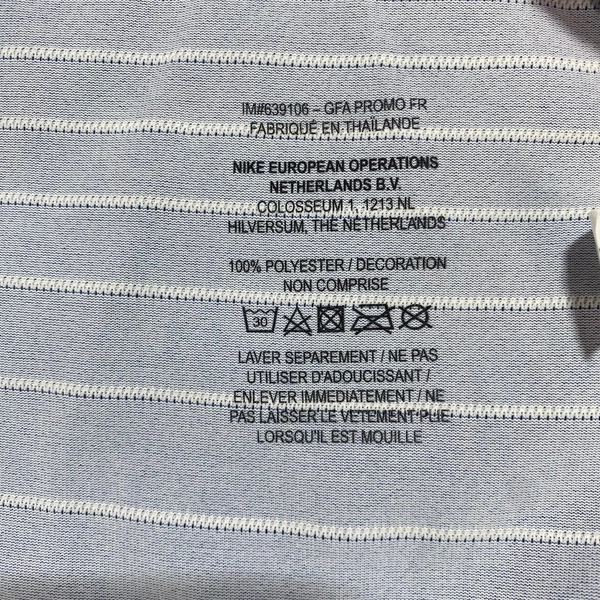 IM#639106 – GFA PROMO FR
FABRIQUÉ EN THAÏLANDE
NIKE EUROPEAN OPERATIONS
NETHERLANDS B.V.
COLOSSEUM 1, 1213 NL
HILVERSUM, THE NETHERLANDS
100% POLYESTER / DECORATION
NON COMPRISE
30
LAVER SEPAREMENT / NE PAS
UTILISER D'ADOUCISSANT /
ENLEVER IMMEDIATEMENT / NE
PAS LAISSER LE VETEMENT PLIE
LORSQU'IL EST MOUILLE